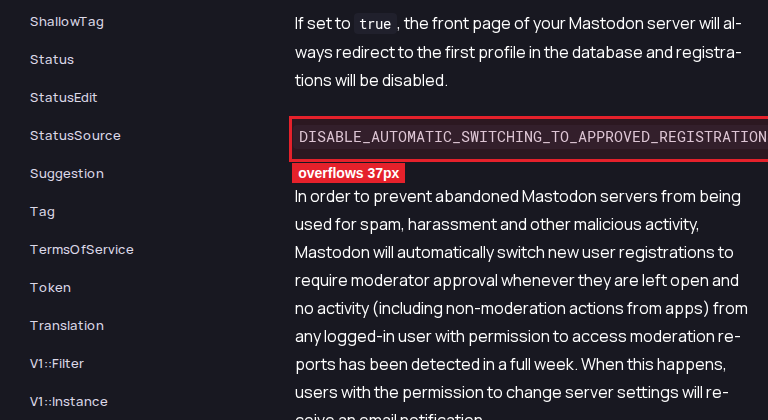 ShallowTag
Status
StatusEdit
StatusSource
Suggestion
Tag
TermsOfService
Token
Translation
V1::Filter
V1::Instance
If set to true, the front page of your Mastodon server will al-
ways redirect to the first profile in the database and registra-
tions will be disabled.
DISABLE_AUTOMATIC_SWITCHING_TO_APPROVED_REGISTRATION
overflows 37px
In order to prevent abandoned Mastodon servers from being
used for spam, harassment and other malicious activity,
Mastodon will automatically switch new user registrations to
require moderator approval whenever they are left open and
no activity (including non-moderation actions from apps) from
any logged-in user with permission to access moderation re-
ports has been detected in a full week. When this happens,
users with the permission to change server settings will re-
ceive an email notification.